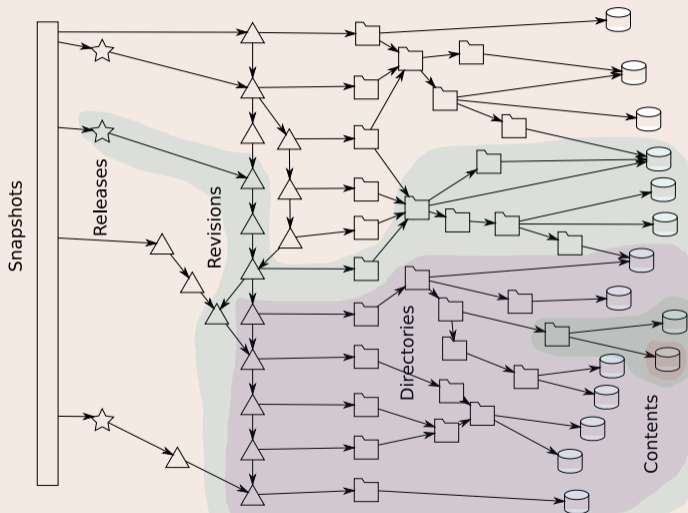 Snapshots
Releases
Revisions
Directories
Contents